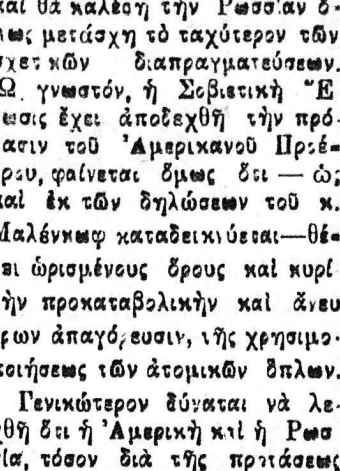 καὶ θὰ καλέσῃ τὴν Ρωσσίαν ὅ-
πως μετάσχῃ τὸ ταχύτερον τῶν
σχετικῶν διαπραγματεύσεων.
Ὡ γνωστόν, ἡ Σοβιετικὴ Ἕ
νωσις ἔχει ἀποδεχθῆ τὴν πρό-
τασιν τοῦ Ἀμερικανοῦ Προέ-
δρου, φαίνεται ὅμως ὅτι — ὡς
καὶ ἐκ τῶν δηλώσεων τοῦ κ.
Μαλένκωφ καταδεικνύεται—θέ-
τει ὡρισμένους ὅρους καὶ κυρί
τὴν προκαταβολικὴν καὶ ἄνευ
ὅρων ἀπαγόρευσιν, τῆς χρησιμο-
ποιήσεως τῶν ἀτομικῶν ὅπλων.
Γενικώτερον δύναται νὰ λε-
χθῆ ὅτι ἡ Ἀμερικὴ καὶ ἡ Ρωσ
σία, τόσον διὰ τῆς προτάσεως